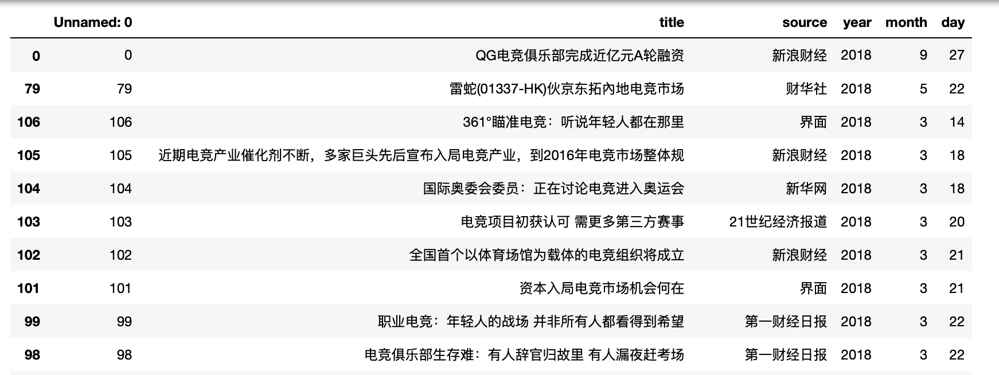 Unnamed: 0 title source year month day
0 0 QG电竞俱乐部完成近亿元A轮融资 新浪财经 2018 9 27
79 79 雷蛇(01337-HK)伙京东拓內地电竞市场 财华社 2018 5 22
106 106 361°瞄准电竞：听说年轻人都在那里 界面 2018 3 14
105 105 近期电竞产业催化剂不断，多家巨头先后宣布入局电竞产业，到2016年电竞市场整体规 新浪财经 2018 3 18
104 104 国际奥委会委员：正在讨论电竞进入奥运会 新华网 2018 3 18
103 103 电竞项目初获认可 需更多第三方赛事 21世纪经济报道 2018 3 20
102 102 全国首个以体育场馆为载体的电竞组织将成立 新浪财经 2018 3 21
101 101 资本入局电竞市场机会何在 界面 2018 3 21
99 99 职业电竞：年轻人的战场 并非所有人都看得到希望 第一财经日报 2018 3 22
98 98 电竞俱乐部生存难：有人辞官归故里 有人漏夜赶考场 第一财经日报 2018 3 22